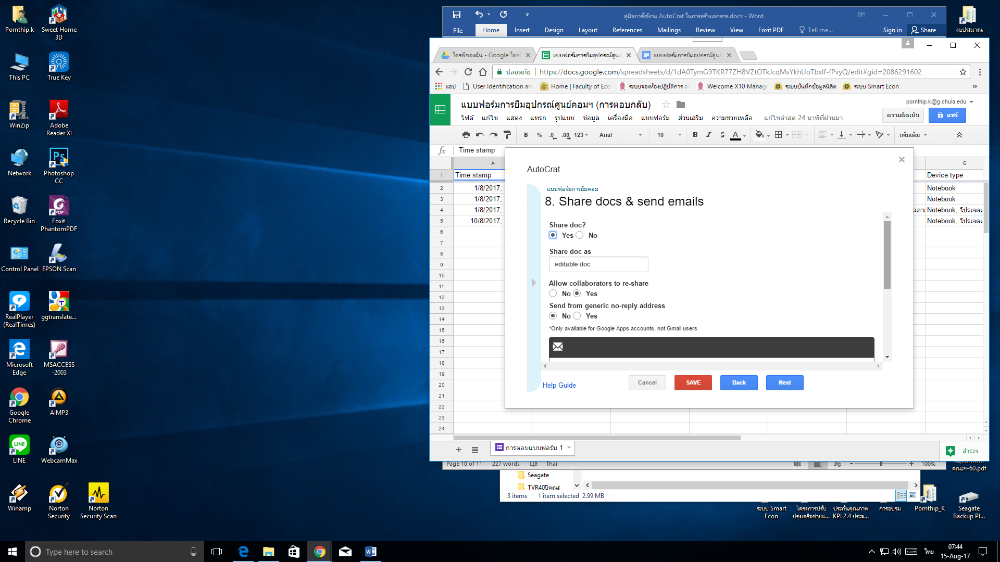 Pornthip.k
Sweet Home 3D
This PC
True Key
WinZip
Adobe Reader XI
Network
Photoshop CC
Recycle Bin
Foxit PhantomPDF
Control Panel
EPSON Scan
RealPlayer (RealTimes)
ggtranslate...
Microsoft Edge
MSACCESS -2003
Google Chrome
AIMP3
LINE
WebcamMax
Winamp
Norton Security
Norton Security Scan
คู่มือการใช้งาน AutoCrat ในการสร้างเอกสาร.docx - Word
File Home Insert Design Layout References Mailings Review View Foxit PDF Tell me... Sign in Share
งบประมาณ
ไดรฟ์ของฉัน - Google ไดรฟ์
แบบฟอร์มการยืมอุปกรณ์ศูนย์
แบบฟอร์มการยืมอุปกรณ์ศูนย์
ปลอดภัย https://docs.google.com/spreadsheets/d/1dA0TymG9TKR77ZH8VZtOTkJcqMsYkhUoTbxIf-fPvyQ/edit#gid=2086291602
แอป User Identification and Home | Faculty of Eco ระบบจองห้องปฏิบัติการ Welcome X10 Manage ระบบบันทึกข้อมูลนิสิต ระบบ Smart Econ »
แบบฟอร์มการยืมอุปกรณ์ศูนย์คอมฯ (การตอบกลับ)
pornthip.k@g.chula.edu
ความคิดเห็น แชร์
ไฟล์ แก้ไข แสดง แทรก รูปแบบ ข้อมูล เครื่องมือ แบบฟอร์ม ส่วนเสริม ความช่วยเหลือ แก้ไขล่าสุด 24 นาทีที่ผ่านมา
B % .0 .00 123 Arial 10 B I S A เพิ่มเติม
fx Time stamp
A G
1 Time stamp Device type
2 1/8/2017, Notebook
3 1/8/2017, Notebook
4 1/8/2017, Notebook, โปรเจคเ
5 10/8/2017, Notebook, โปรเจคเ
6
7
8
9
10
11
12
13
14
15
16
17
18
19
20
21
22
23
24
AutoCrat
แบบฟอร์มการยืมคอม
8. Share docs & send emails
Share doc?
Yes No
Share doc as
editable doc
Allow collaborators to re-share
No Yes
Send from generic no-reply address
No Yes
*Only available for Google Apps accounts, not Gmail users
Help Guide
Cancel SAVE Back Next
การตอบแบบฟอร์ม 1
สำรวจ
Page 10 of 11 227 words Thai 100%
คณะฯ-60.pdf
Seagate
TVR40ปีคณะ
3 items 1 item selected 2.99 MB
ระบบ Smart Econ
โครงการปรับปรุงเครือข่ายแ...
ประกันคุณภาพ KPI 2.4 ประจ...
การอบรม
Pornthip_K
Seagate Backup Pl...
Type here to search
ไทย
07:44
15-Aug-17